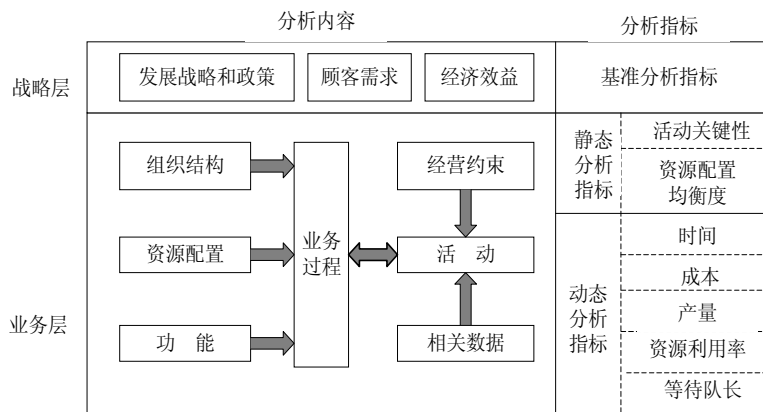 分析内容
分析指标
战略层
发展战略和政策
顾客需求
经济效益
基准分析指标
业务层
组织结构
资源配置
功 能
业务
过程
经营约束
活 动
相关数据
静态
分析
指标
活动关键性
资源配置
均衡度
动态
分析
指标
时间
成本
产量
资源利用率
等待队长